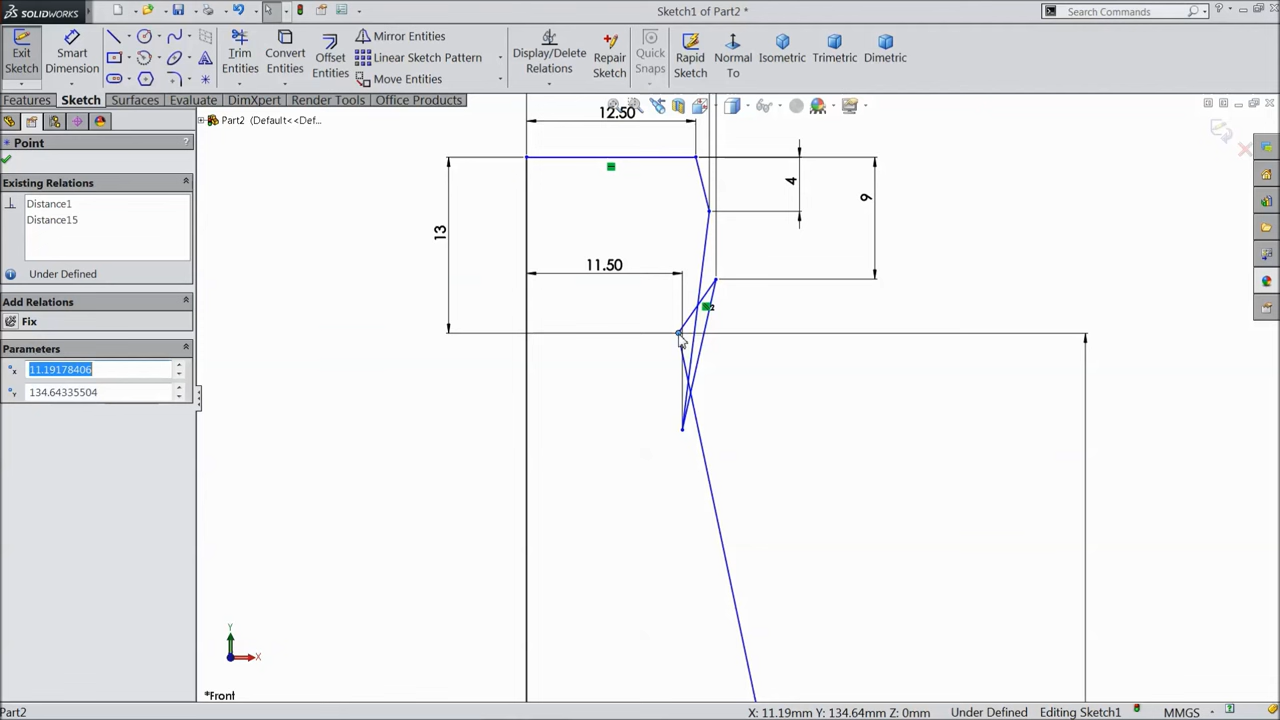 SOLIDWORKS
Sketch1 of Part2 *
Search Commands
Exit Sketch
Smart Dimension
Trim Entities
Convert Entities
Offset Entities
Mirror Entities
Linear Sketch Pattern
Move Entities
Display/Delete Relations
Repair Sketch
Quick Snaps
Rapid Sketch
Normal To
Isometric
Trimetric
Dimetric
Features
Sketch
Surfaces
Evaluate
DimXpert
Render Tools
Office Products
Part2 (Default<<Def...
Point
Existing Relations
Distance1
Distance15
Under Defined
Add Relations
Fix
Parameters
11.19178406
134.64335504
12.50
4
9
13
11.50
2
Y
X
*Front
Part2
X: 11.19mm Y: 134.64mm Z: 0mm
Under Defined
Editing Sketch1
MMGS